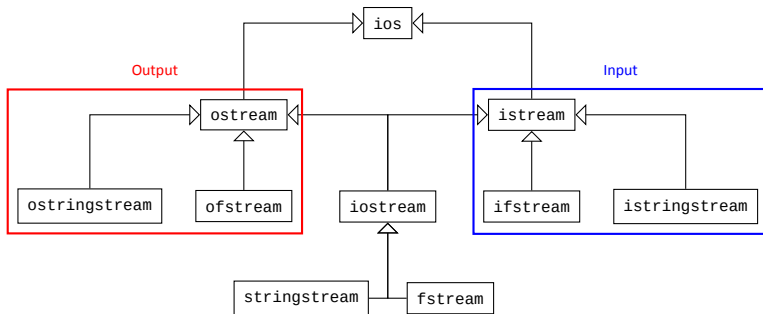 ios
Output
Input
ostream
istream
ostringstream
ofstream
iostream
ifstream
istringstream
stringstream
fstream